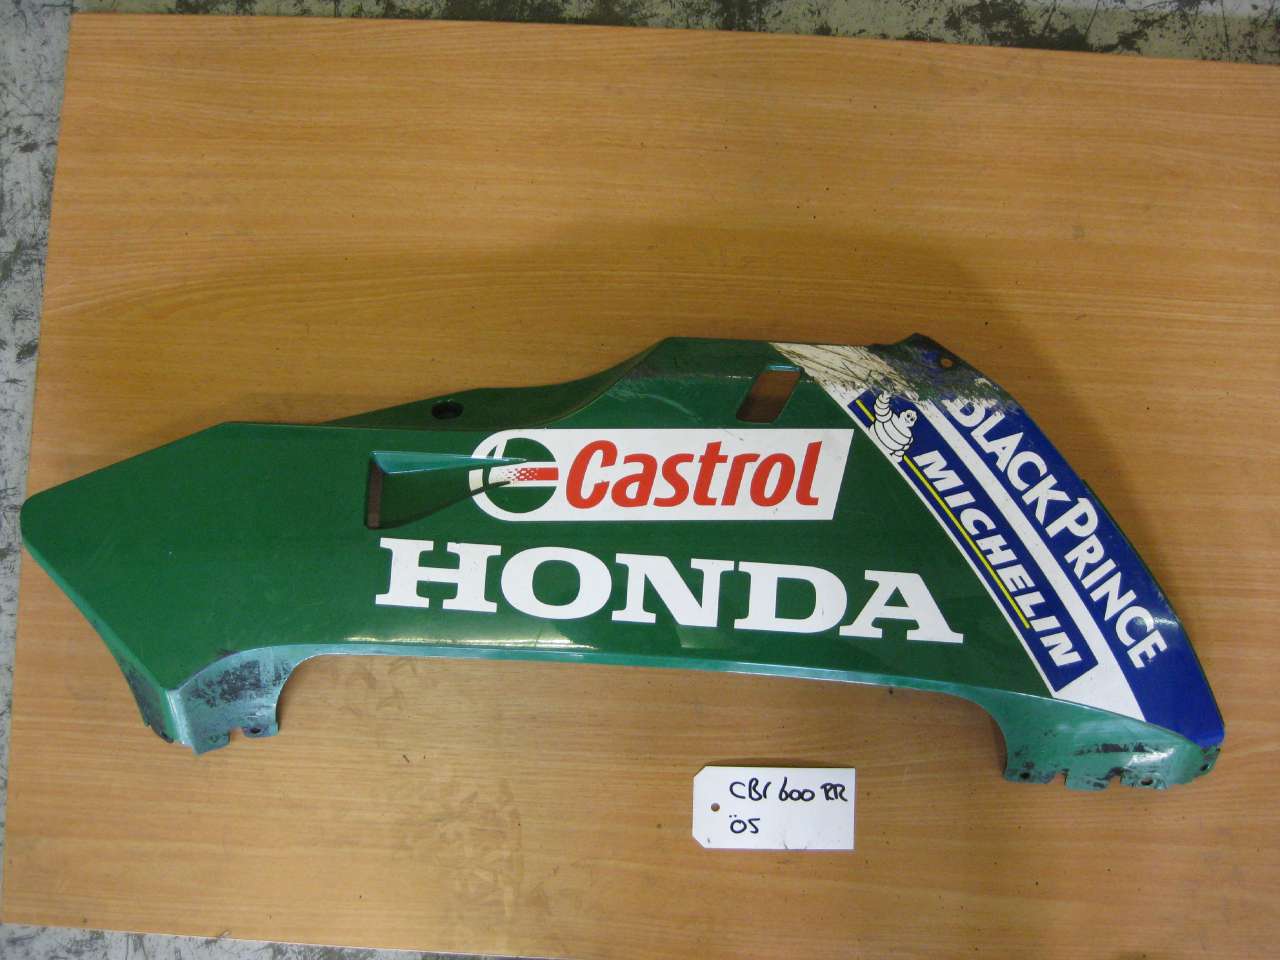 Castrol
HONDA
MICHELIN
BLACK PRINCE
CBr 600 RR
05